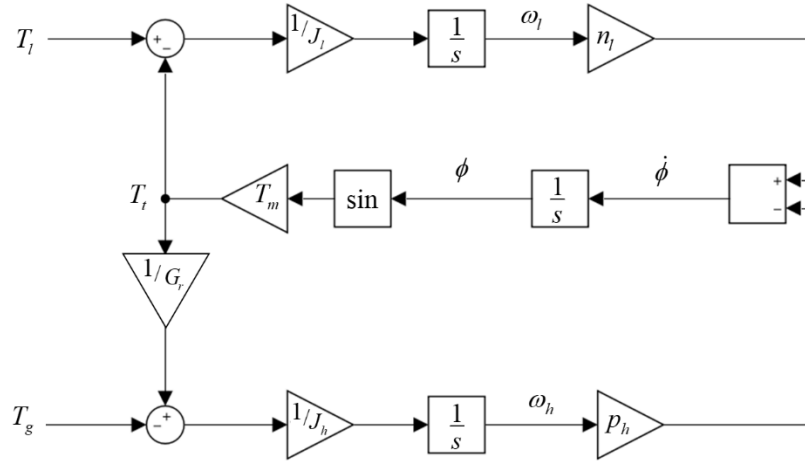 T_l + − 1/J_l 1/s ω_l n_l
T_t T_m sin ϕ 1/s ϕ̇ + −
1/G_r
T_g − + 1/J_h 1/s ω_h p_h